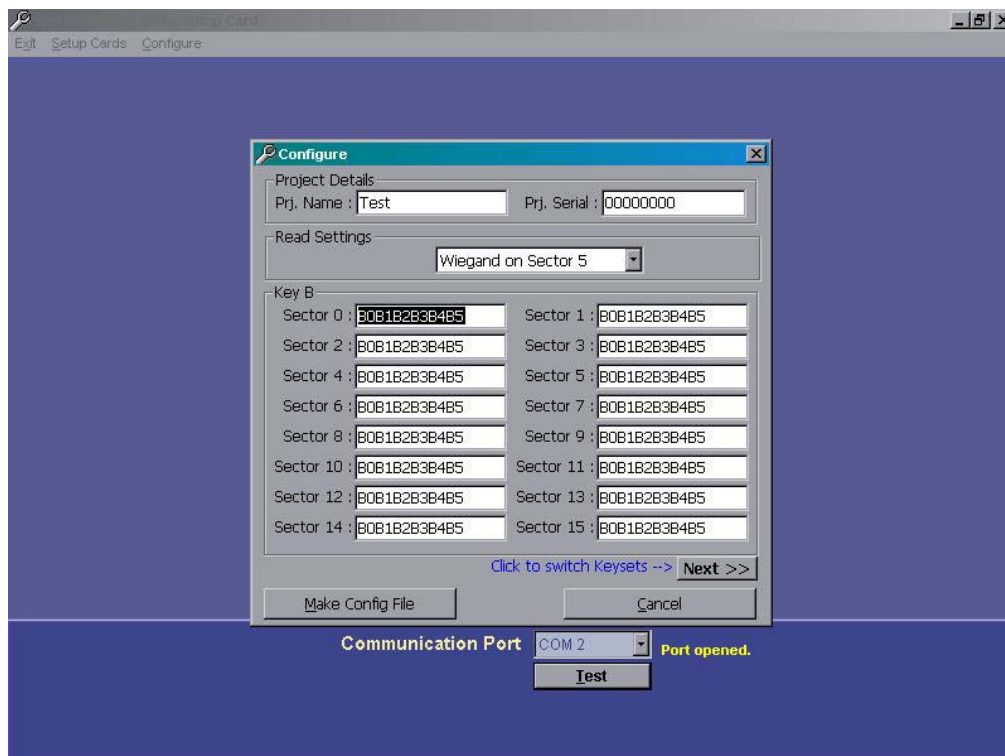 Setup Card
Exit Setup Cards Configure
Configure
Project Details
Prj. Name : Test Prj. Serial : 00000000
Read Settings
Wiegand on Sector 5
Key B
Sector 0 : B0B1B2B3B4B5 Sector 1 : B0B1B2B3B4B5
Sector 2 : B0B1B2B3B4B5 Sector 3 : B0B1B2B3B4B5
Sector 4 : B0B1B2B3B4B5 Sector 5 : B0B1B2B3B4B5
Sector 6 : B0B1B2B3B4B5 Sector 7 : B0B1B2B3B4B5
Sector 8 : B0B1B2B3B4B5 Sector 9 : B0B1B2B3B4B5
Sector 10 : B0B1B2B3B4B5 Sector 11 : B0B1B2B3B4B5
Sector 12 : B0B1B2B3B4B5 Sector 13 : B0B1B2B3B4B5
Sector 14 : B0B1B2B3B4B5 Sector 15 : B0B1B2B3B4B5
Click to switch Keysets --> Next >>
Make Config File Cancel
Communication Port COM 2 Port opened.
Test